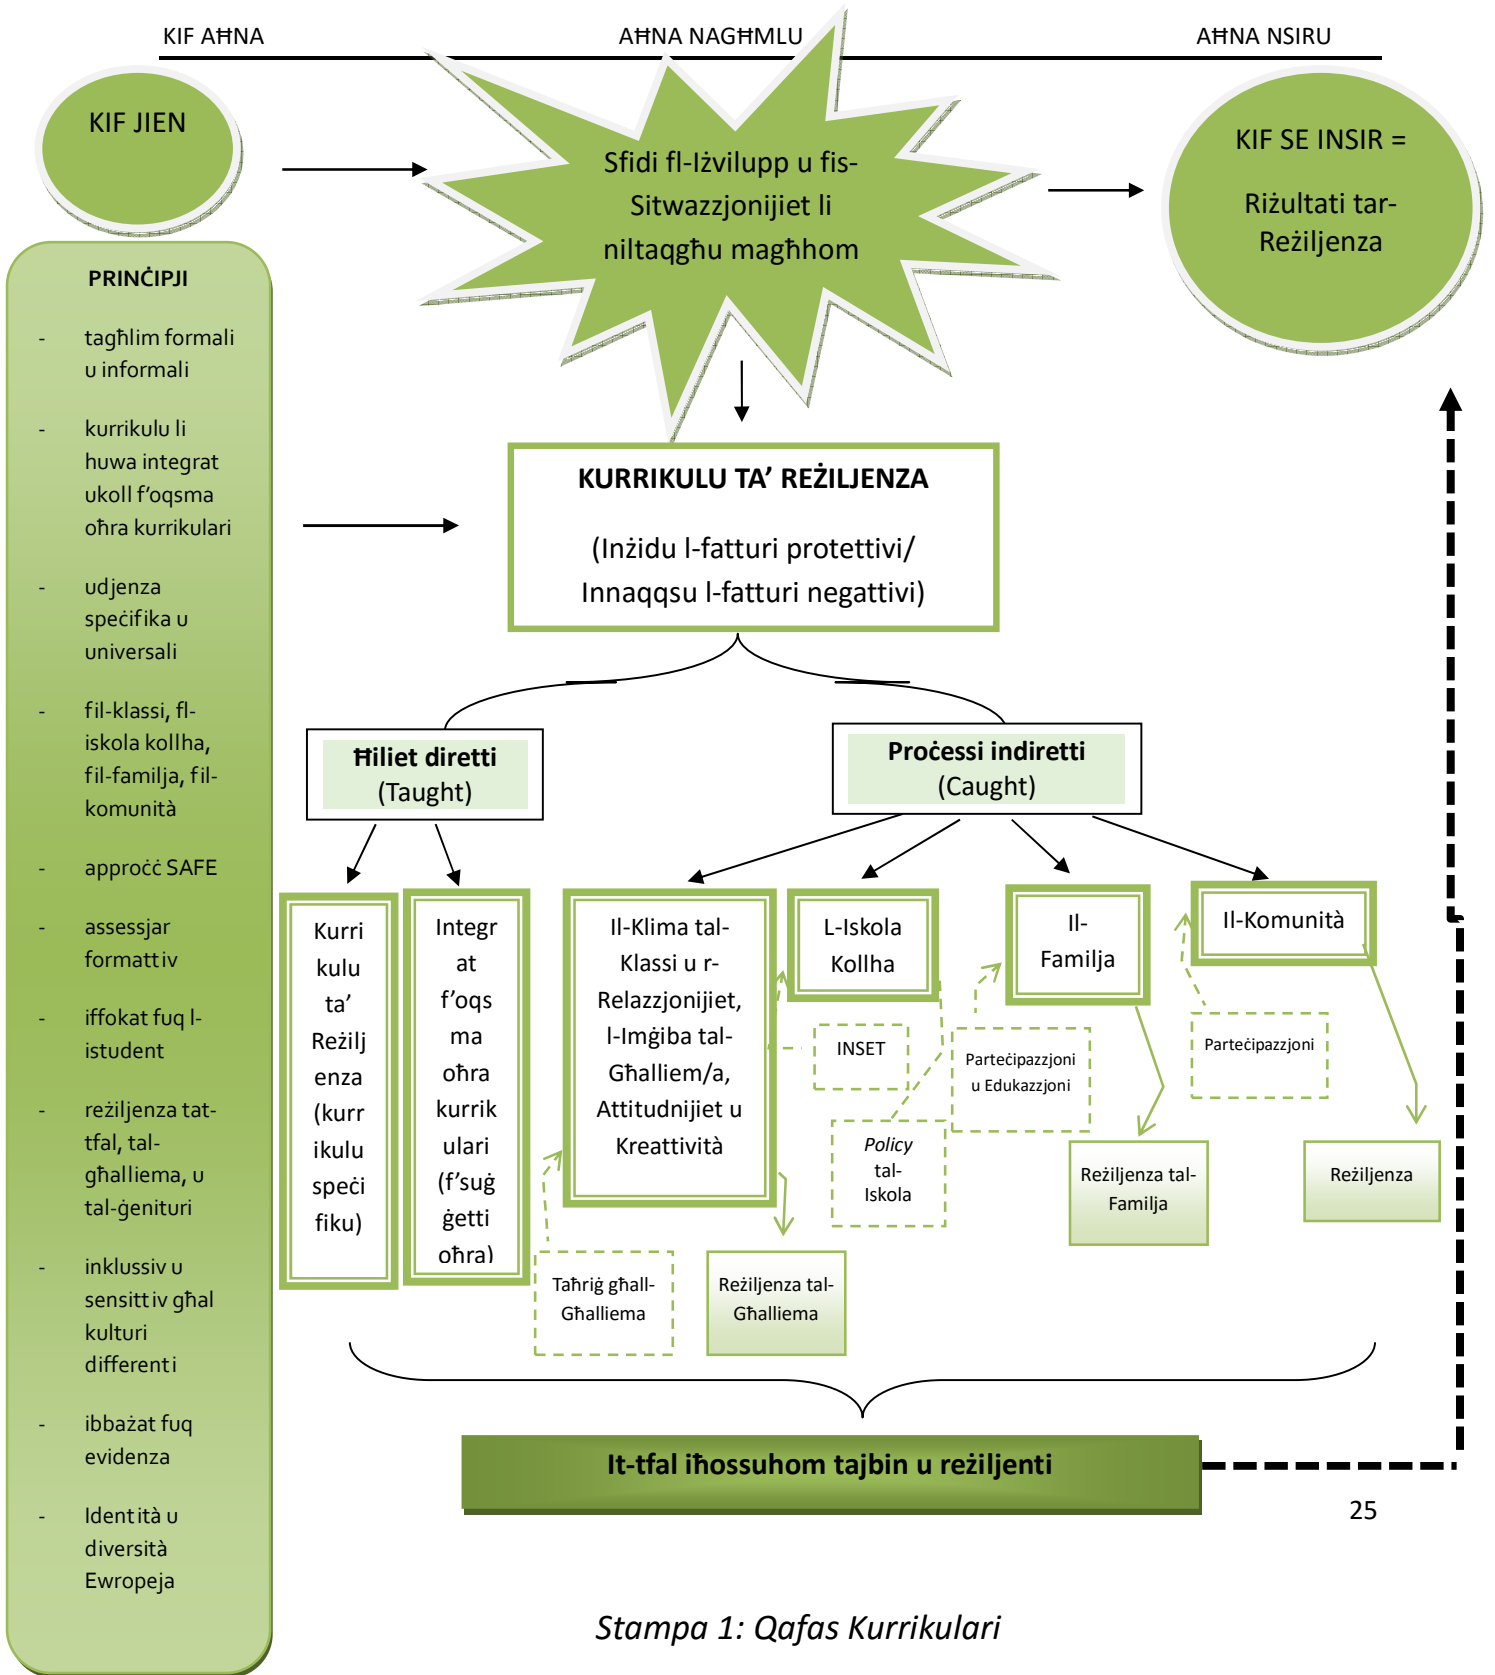 KIF AĦNA
AĦNA NAGĦMLU
AĦNA NSIRU
KIF JIEN
Sfidi fl-Iżvilupp u fis-
Sitwazzjonijiet li
niltaqgħu magħhom
KIF SE INSIR =
Riżultati tar-
Reżiljenza
PRINĊIPJI
- tagħlim formali
u informali
- kurrikulu li
huwa integrat
ukoll f'oqsma
oħra kurrikulari
- udjenza
speċifika u
universali
- fil-klassi, fl-
iskola kollha,
fil-familja, fil-
komunità
- approċċ SAFE
- assessjar
formattiv
- iffokat fuq l-
istudent
- reżiljenza tat-
tfal, tal-
għalliema, u
tal-ġenituri
- inklussiv u
sensittiv għal
kulturi
differenti
- ibbażat fuq
evidenza
- Identità u
diversità
Ewropeja
KURRIKULU TA’ REŻILJENZA
(Inżidu l-fatturi protettivi/
Innaqqsu l-fatturi negattivi)
Ħiliet diretti
(Taught)
Proċessi indiretti
(Caught)
Kurri
kulu
ta’
Reżilj
enza
(kurr
ikulu
speċi
fiku)
Integr
at
f’oqs
ma
oħra
kurrik
ulari
(f’suġ
ġetti
oħra)
Il-Klima tal-
Klassi u r-
Relazzjonijiet,
l-Imġiba tal-
Għalliem/a,
Attitudnijiet u
Kreattività
L-Iskola
Kollha
Il-
Familja
Il-Komunità
INSET
Parteċipazzjoni
u Edukazzjoni
Parteċipazzjoni
Policy
tal-
Iskola
Reżiljenza tal-
Familja
Reżiljenza
Taħriġ għall-
Għalliema
Reżiljenza tal-
Għalliema
It-tfal iħossuhom tajbin u reżiljenti
25
Stampa 1: Qafas Kurrikulari